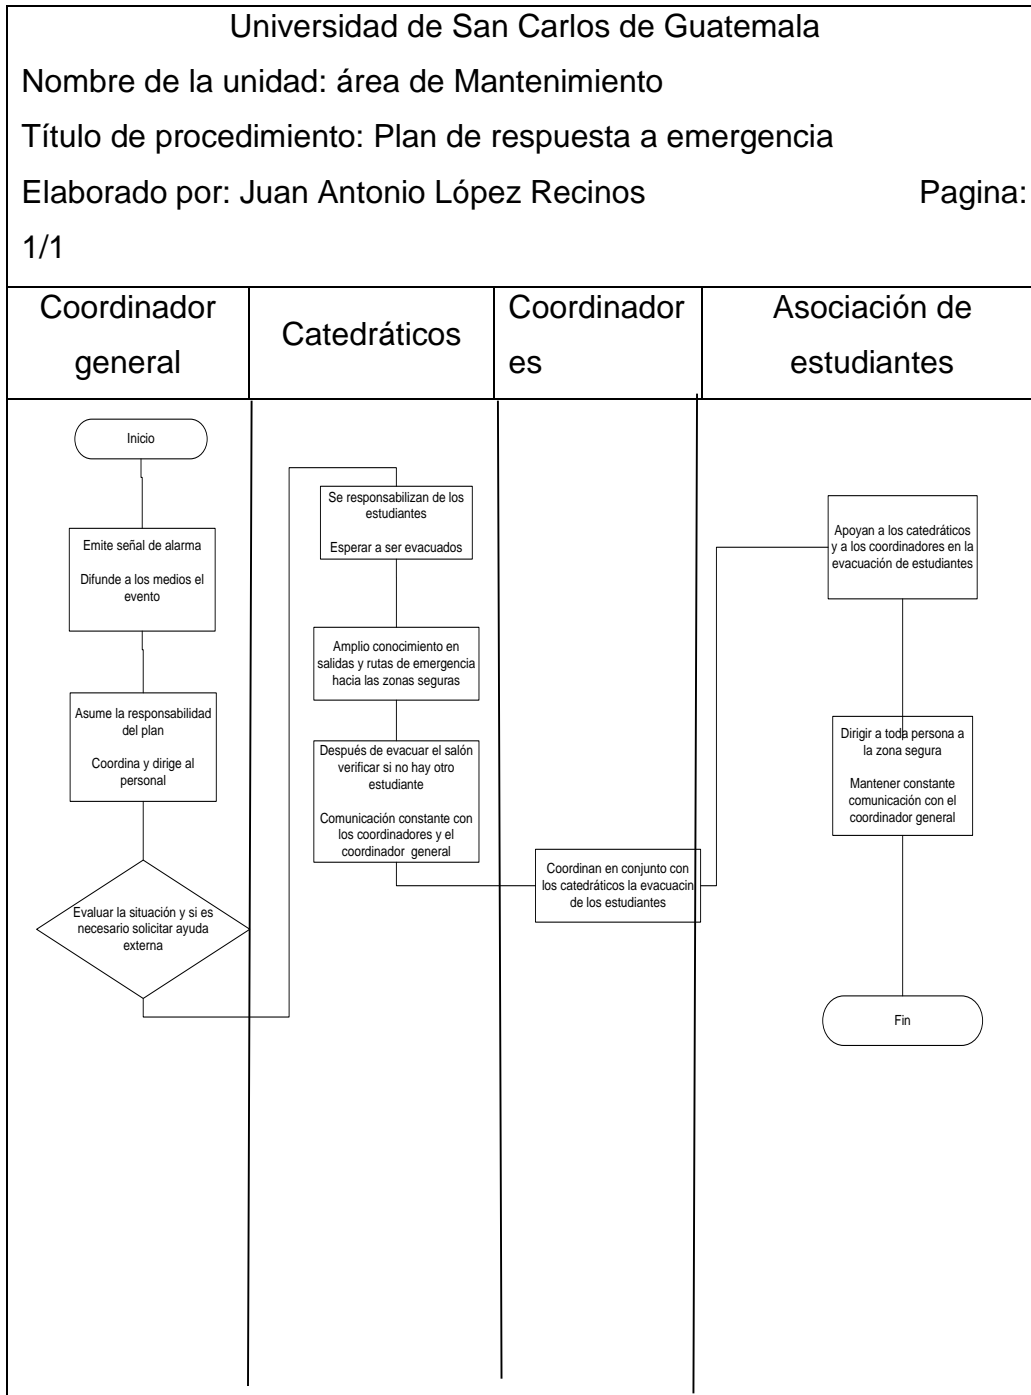 Universidad de San Carlos de Guatemala
Nombre de la unidad: área de Mantenimiento
Título de procedimiento: Plan de respuesta a emergencia
Elaborado por: Juan Antonio López Recinos Pagina:
1/1
Coordinador
general
Catedráticos
Coordinador
es
Asociación de
estudiantes
Inicio
Emite señal de alarma
Difunde a los medios el
evento
Asume la responsabilidad
del plan
Coordina y dirige al
personal
Evaluar la situación y si es
necesario solicitar ayuda
externa
Se responsabilizan de los
estudiantes
Esperar a ser evacuados
Amplio conocimiento en
salidas y rutas de emergencia
hacia las zonas seguras
Después de evacuar el salón
verificar si no hay otro
estudiante
Comunicación constante con
los coordinadores y el
coordinador general
Coordinan en conjunto con
los catedráticos la evacuacin
de los estudiantes
Apoyan a los catedráticos
y a los coordinadores en la
evacuación de estudiantes
Dirigir a toda persona a
la zona segura
Mantener constante
comunicación con el
coordinador general
Fin